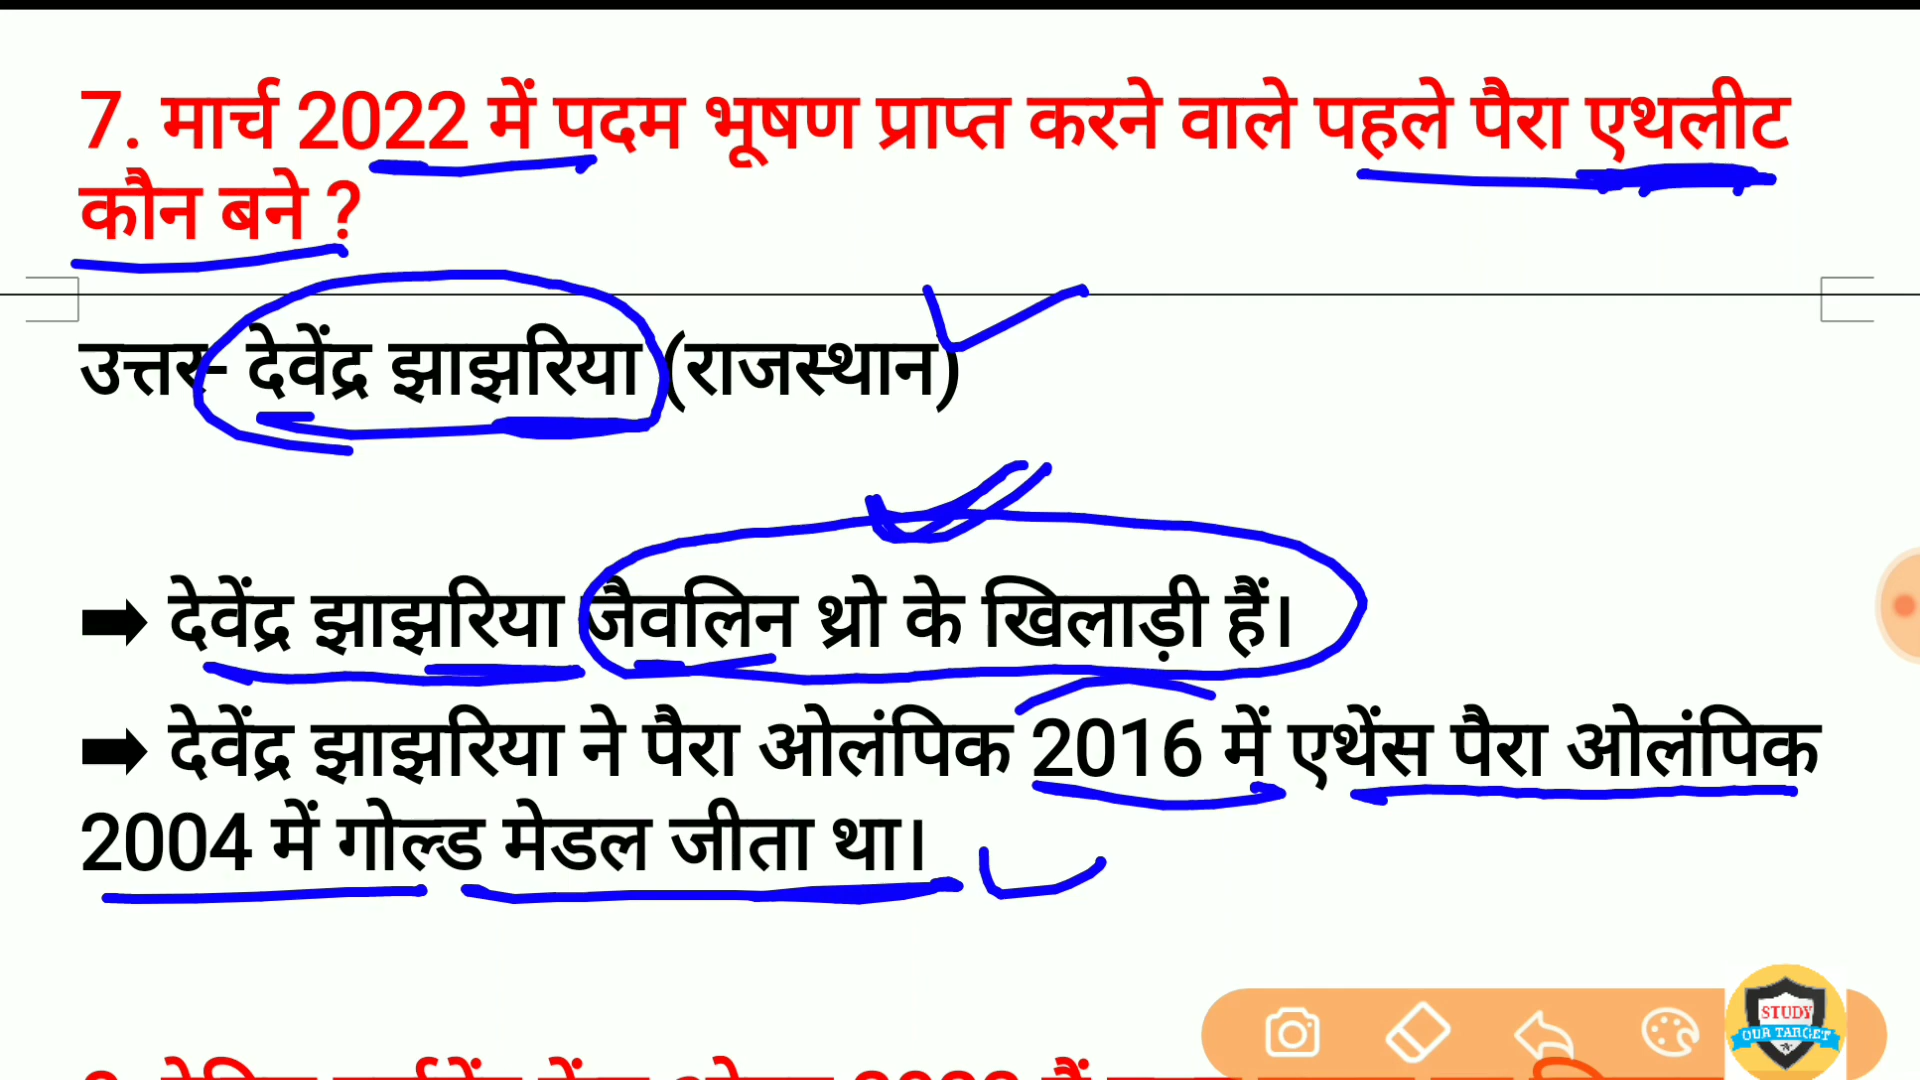 7. मार्च 2022 में पदम भूषण प्राप्त करने वाले पहले पैरा एथलीट
कौन बने ?
उत्तर- देवेंद्र झाझरिया (राजस्थान)
➡ देवेंद्र झाझरिया जैवलिन थ्रो के खिलाड़ी हैं।
➡ देवेंद्र झाझरिया ने पैरा ओलंपिक 2016 में एथेंस पैरा ओलंपिक
2004 में गोल्ड मेडल जीता था।
STUDY
OUR TARGET